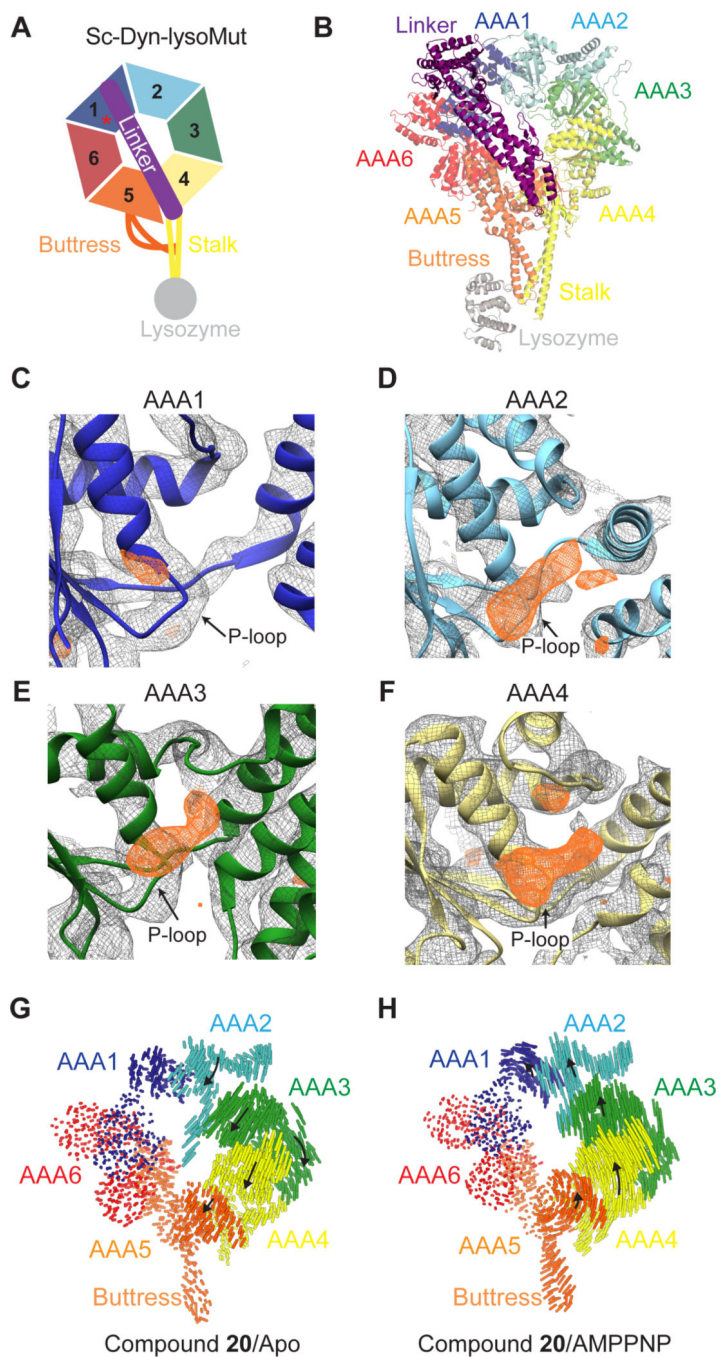 A
Sc-Dyn-lysoMut
1
2
3
4
5
6
*
Linker
Buttress
Stalk
Lysozyme
B
Linker
AAA1
AAA2
AAA3
AAA6
AAA5
AAA4
Buttress
Stalk
Lysozyme
C
AAA1
P-loop
D
AAA2
P-loop
E
AAA3
P-loop
F
AAA4
P-loop
G
AAA2
AAA1
AAA3
AAA6
AAA5
AAA4
Buttress
Compound 20/Apo
H
AAA2
AAA1
AAA3
AAA6
AAA5
AAA4
Buttress
Compound 20/AMPPNP